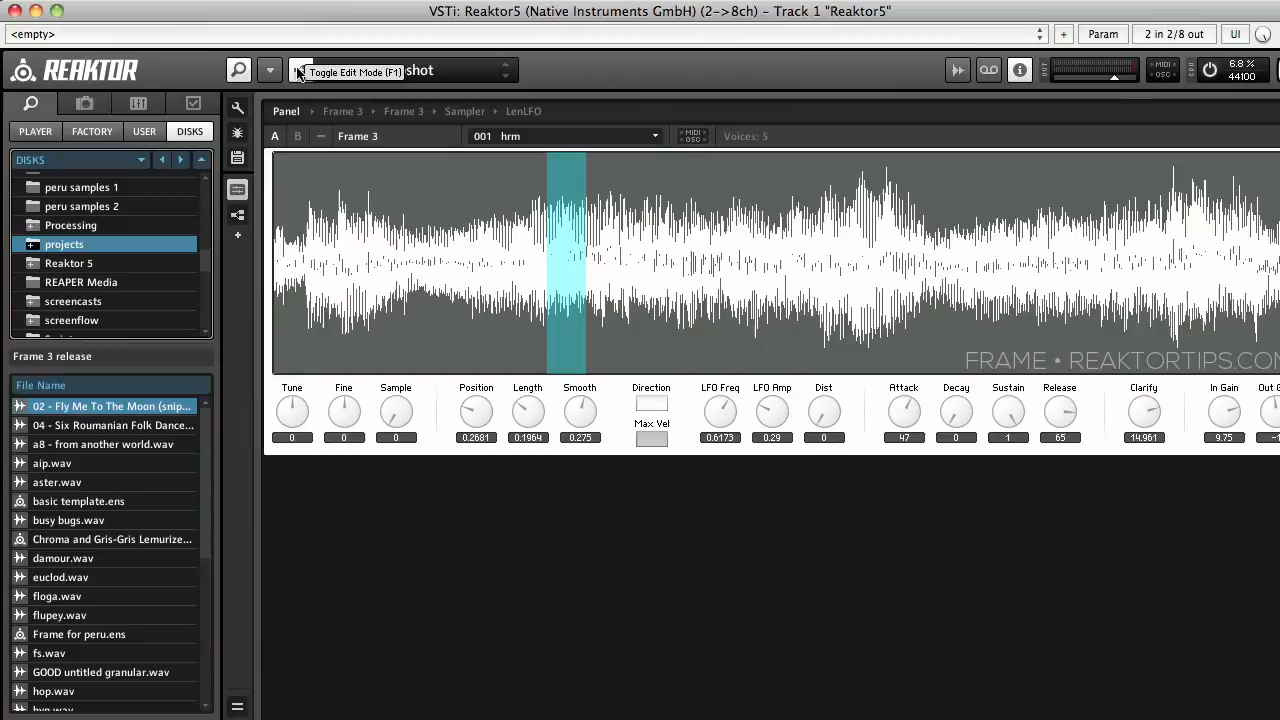 VSTi: Reaktor5 (Native Instruments GmbH) (2->sch) - Track 1 "Reaktor5"
<empty>
+
Param
2 in 2/8 out
UI
REAKTOR
Toggle Edit Mode (F1)
shot
OUT
MIDI
OSC
6.8 %
44100
Panel
Frame 3
Frame 3
Sampler
LenLFO
PLAYER
FACTORY
USER
DISKS
A
B
Frame 3
001 hrm
MIDI
OSC
Voices: 5
DISKS
peru samples 1
peru samples 2
Processing
projects
Reaktor 5
REAPER Media
screencasts
screenflow
FRAME • REAKTORTIPS.COM
Frame 3 release
File Name
02 - Fly Me To The Moon (snip...
04 - Six Roumanian Folk Dance...
a8 - from another world.wav
aip.wav
aster.wav
basic template.ens
busy bugs.wav
Chroma and Gris-Gris Lemurize...
damour.wav
euclod.wav
floga.wav
flupey.wav
Frame for peru.ens
fs.wav
GOOD untitled granular.wav
hop.wav
hyp.wav
Tune Fine Sample Position Length Smooth Direction LFO Freq LFO Amp Dist Attack Decay Sustain Release Clarify In Gain Out G
Max Vel
0 0 0 0.2681 0.1964 0.275 0.6173 0.29 0 47 0 1 65 14.961 9.75 -1